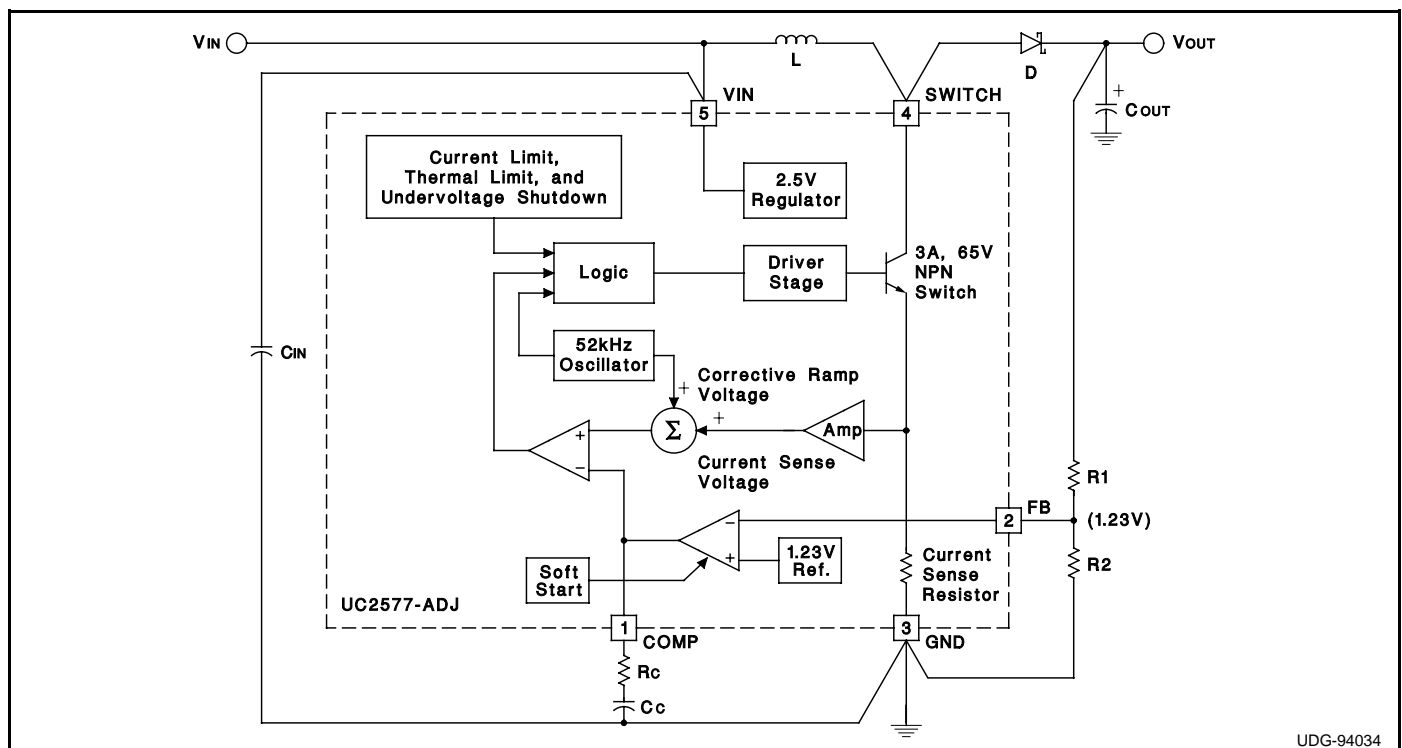 VIN
VOUT
L
D
VIN
SWITCH
5
4
+
COUT
Current Limit,
Thermal Limit, and
Undervoltage Shutdown
2.5V
Regulator
3A, 65V
NPN
Switch
Logic
Driver
Stage
CIN
52kHz
Oscillator
+
Corrective Ramp
Voltage
+
Σ
Amp
+
−
Current Sense
Voltage
R1
FB
2
(1.23V)
−
+
1.23V
Ref.
Current
Sense
Resistor
R2
Soft
Start
UC2577-ADJ
1
COMP
3
GND
Rc
Cc
UDG-94034